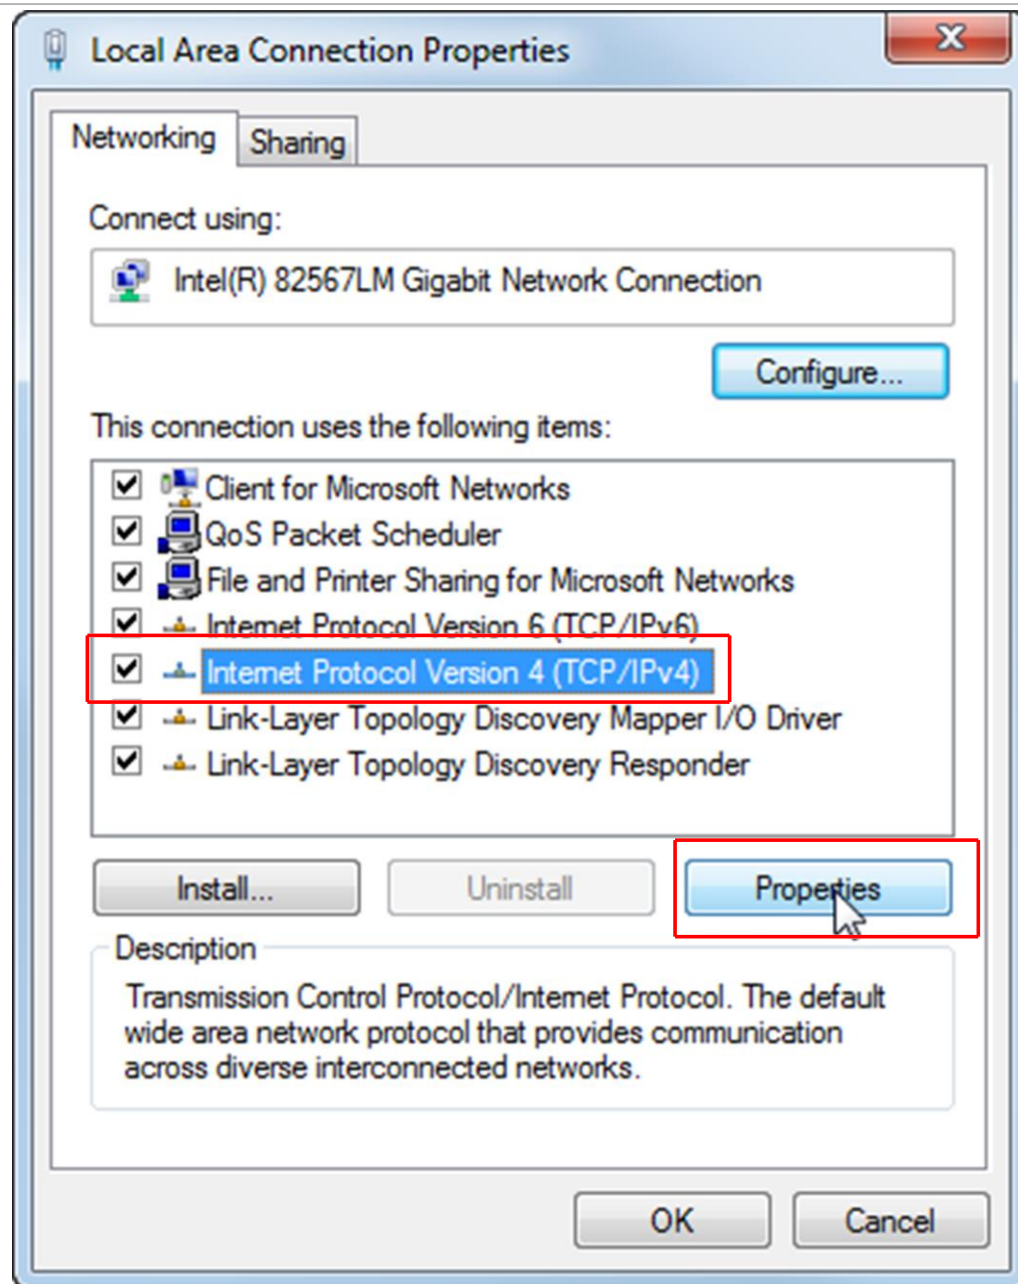 Local Area Connection Properties
Networking
Sharing
Connect using:
Intel(R) 82567LM Gigabit Network Connection
Configure...
This connection uses the following items:
Client for Microsoft Networks
QoS Packet Scheduler
File and Printer Sharing for Microsoft Networks
Internet Protocol Version 6 (TCP/IPv6)
Internet Protocol Version 4 (TCP/IPv4)
Link-Layer Topology Discovery Mapper I/O Driver
Link-Layer Topology Discovery Responder
Install...
Uninstall
Properties
Description
Transmission Control Protocol/Internet Protocol. The default
wide area network protocol that provides communication
across diverse interconnected networks.
OK
Cancel